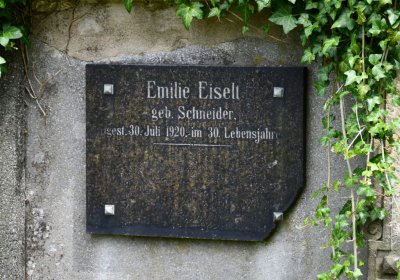 Emilie Eiselt
geb. Schneider,
gest. 30. Juli 1920, im 30. Lebensjahre